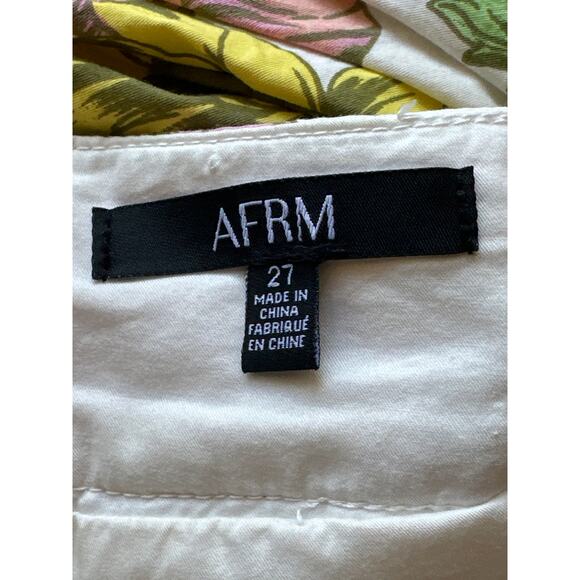 AFRM
27
MADE IN
CHINA
FABRIQUÉ
EN CHINE